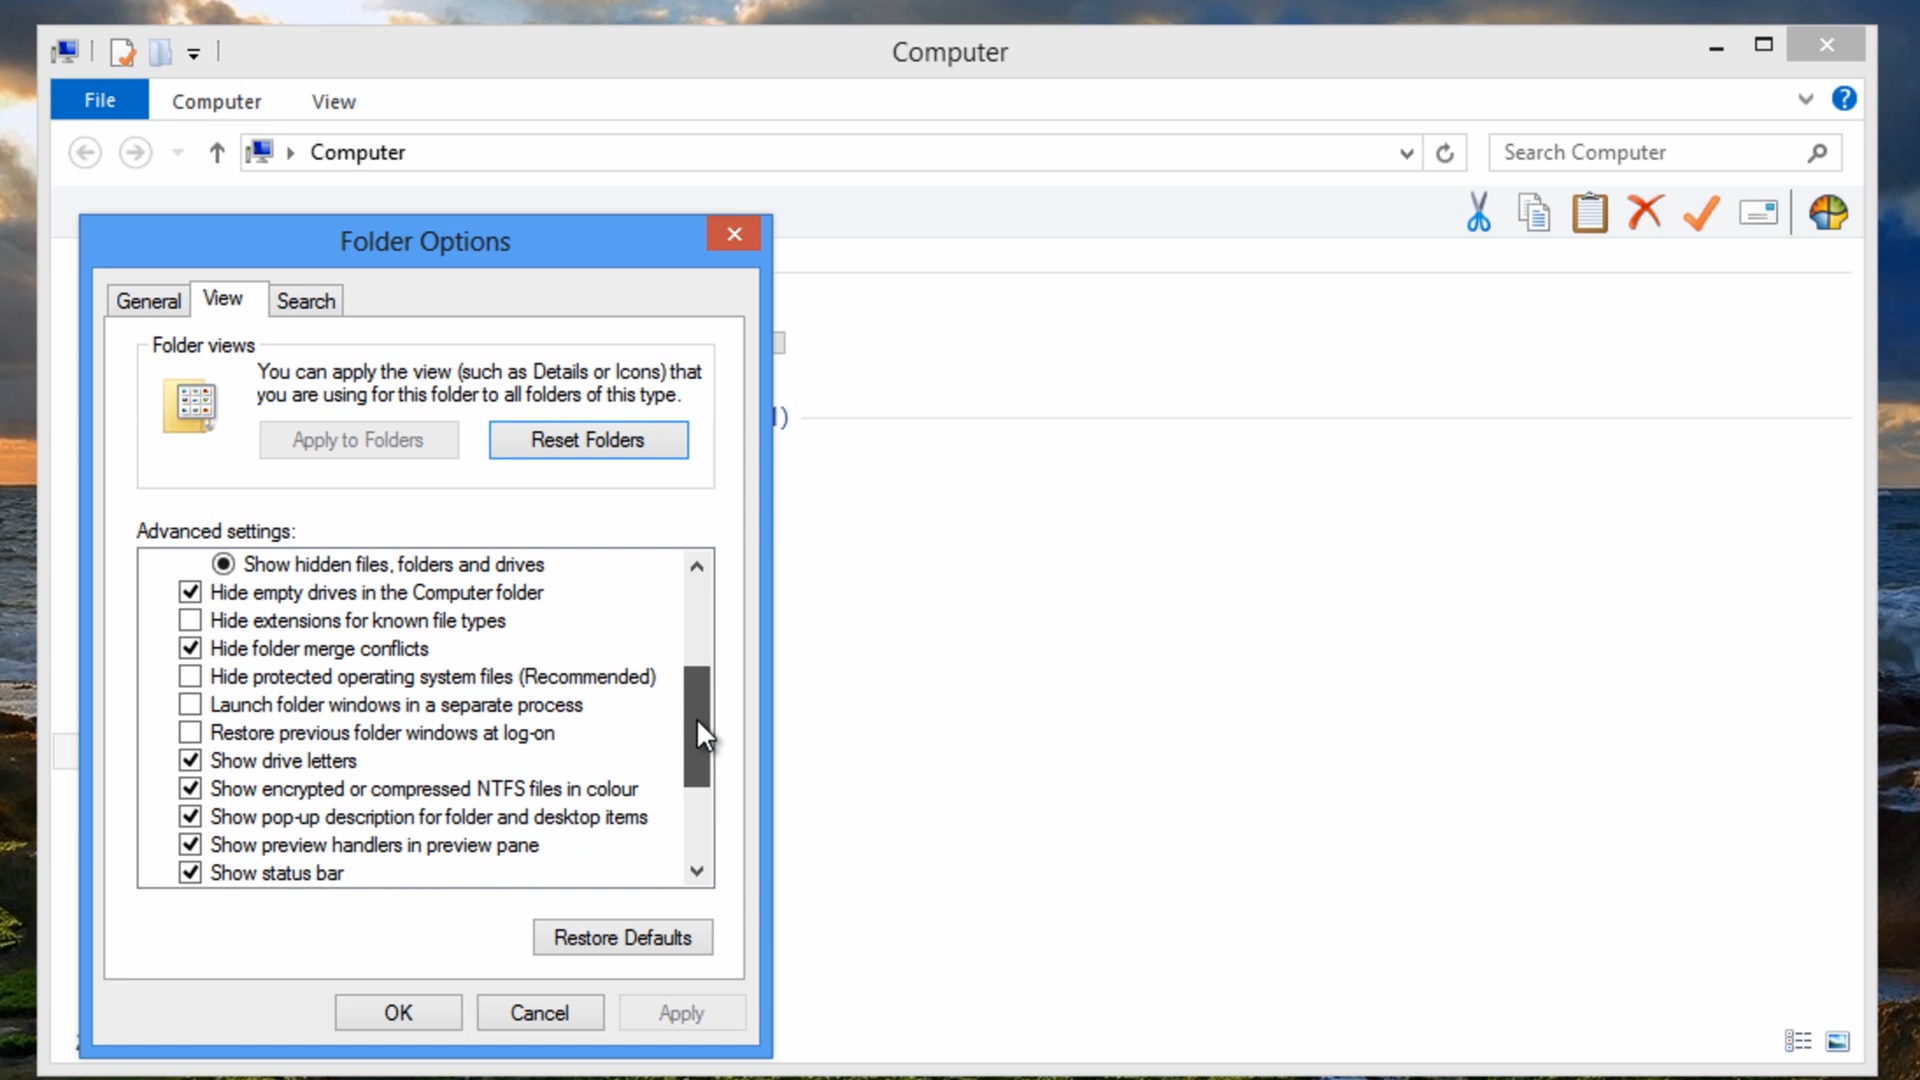 Computer
File
Computer
View
Computer
Search Computer
Folder Options
General
View
Search
Folder views
You can apply the view (such as Details or Icons) that
you are using for this folder to all folders of this type.
Apply to Folders
Reset Folders
Advanced settings:
Show hidden files, folders and drives
Hide empty drives in the Computer folder
Hide extensions for known file types
Hide folder merge conflicts
Hide protected operating system files (Recommended)
Launch folder windows in a separate process
Restore previous folder windows at log-on
Show drive letters
Show encrypted or compressed NTFS files in colour
Show pop-up description for folder and desktop items
Show preview handlers in preview pane
Show status bar
Restore Defaults
OK
Cancel
Apply